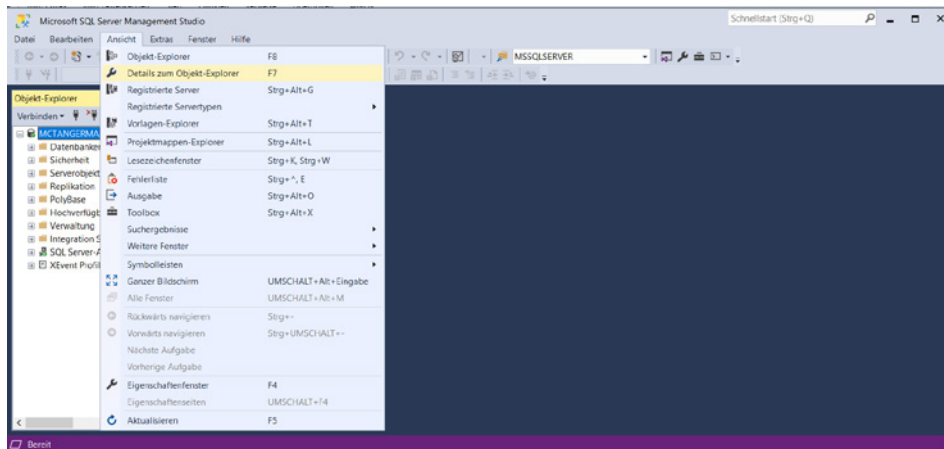 Microsoft SQL Server Management Studio
Schnellstart (Strg+Q)
Datei Bearbeiten Ansicht Extras Fenster Hilfe
MSSQLSERVER
Objekt-Explorer F8
Details zum Objekt-Explorer F7
Registrierte Server Strg+Alt+G
Registrierte Servertypen
Vorlagen-Explorer Strg+Alt+T
Projektmappen-Explorer Strg+Alt+L
Lesezeichenfenster Strg+K, Strg+W
Fehlerliste Strg+^, E
Ausgabe Strg+Alt+O
Toolbox Strg+Alt+X
Suchergebnisse
Weitere Fenster
Symbolleisten
Ganzer Bildschirm UMSCHALT+Alt+Eingabe
Alle Fenster UMSCHALT+Alt+M
Rückwärts navigieren Strg+-
Vorwärts navigieren Strg+UMSCHALT+-
Nächste Aufgabe
Vorherige Aufgabe
Eigenschaftenfenster F4
Eigenschaftenseiten UMSCHALT+F4
Aktualisieren F5
Objekt-Explorer
Verbinden
MCTANGERMA
Datenbanke
Sicherheit
Serverobjekt
Replikation
PolyBase
Hochverfügb
Verwaltung
Integration S
SQL Server-A
XEvent Profil
Bereit